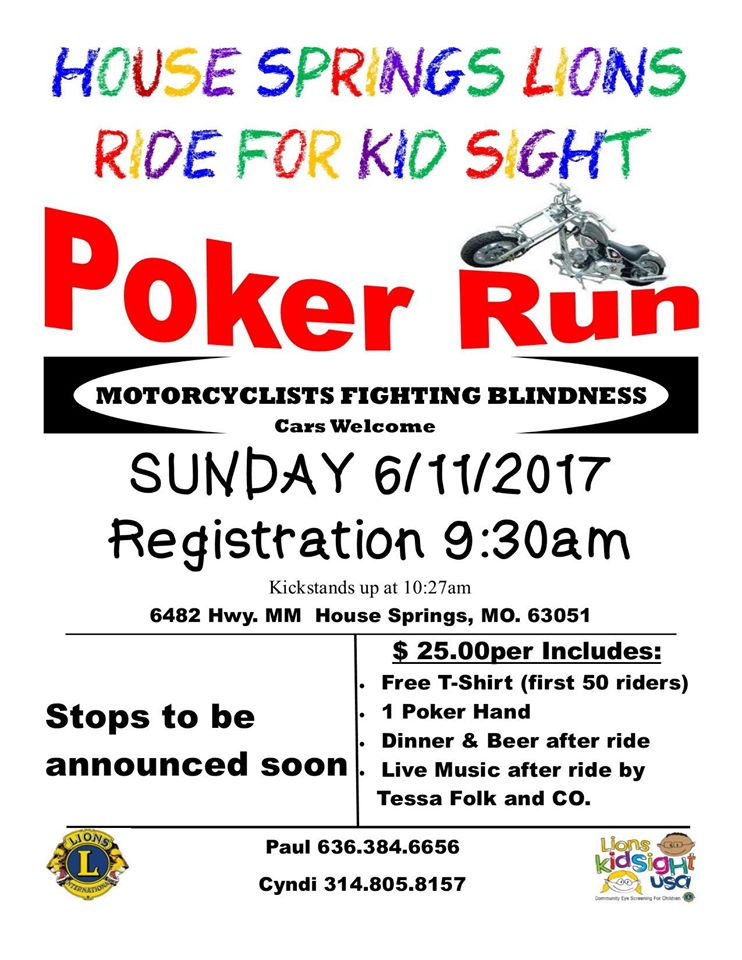 HOUSE SPRINGS LIONS
RIDE FOR KID SIGHT
Poker Run
MOTORCYCLISTS FIGHTING BLINDNESS
Cars Welcome
SUNDAY 6/11/2017
Registration 9:30am
Kickstands up at 10:27am
6482 Hwy. MM House Springs, MO. 63051
Stops to be
announced soon
$ 25.00per Includes:
• Free T-Shirt (first 50 riders)
• 1 Poker Hand
• Dinner & Beer after ride
• Live Music after ride by
Tessa Folk and CO.
Paul 636.384.6656
Cyndi 314.805.8157
LIONS
L
INTERNATIONAL
Lions
kidSight
USA
Community Eye Screening For Children